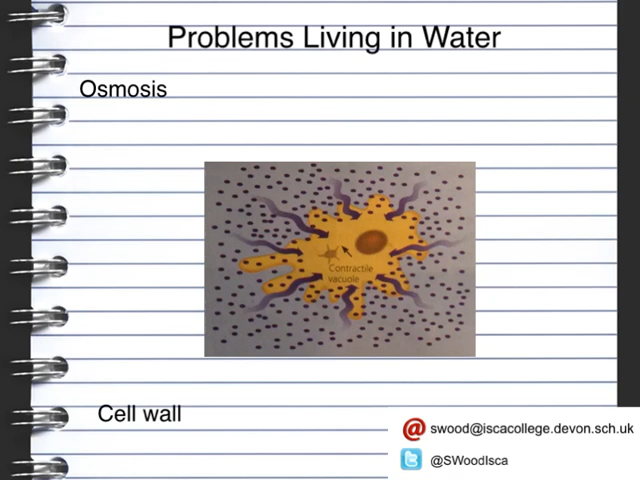 Problems Living in Water
Osmosis
Contractile
vacuole
Cell wall
swood@iscacollege.devon.sch.uk
@SWoodIsca